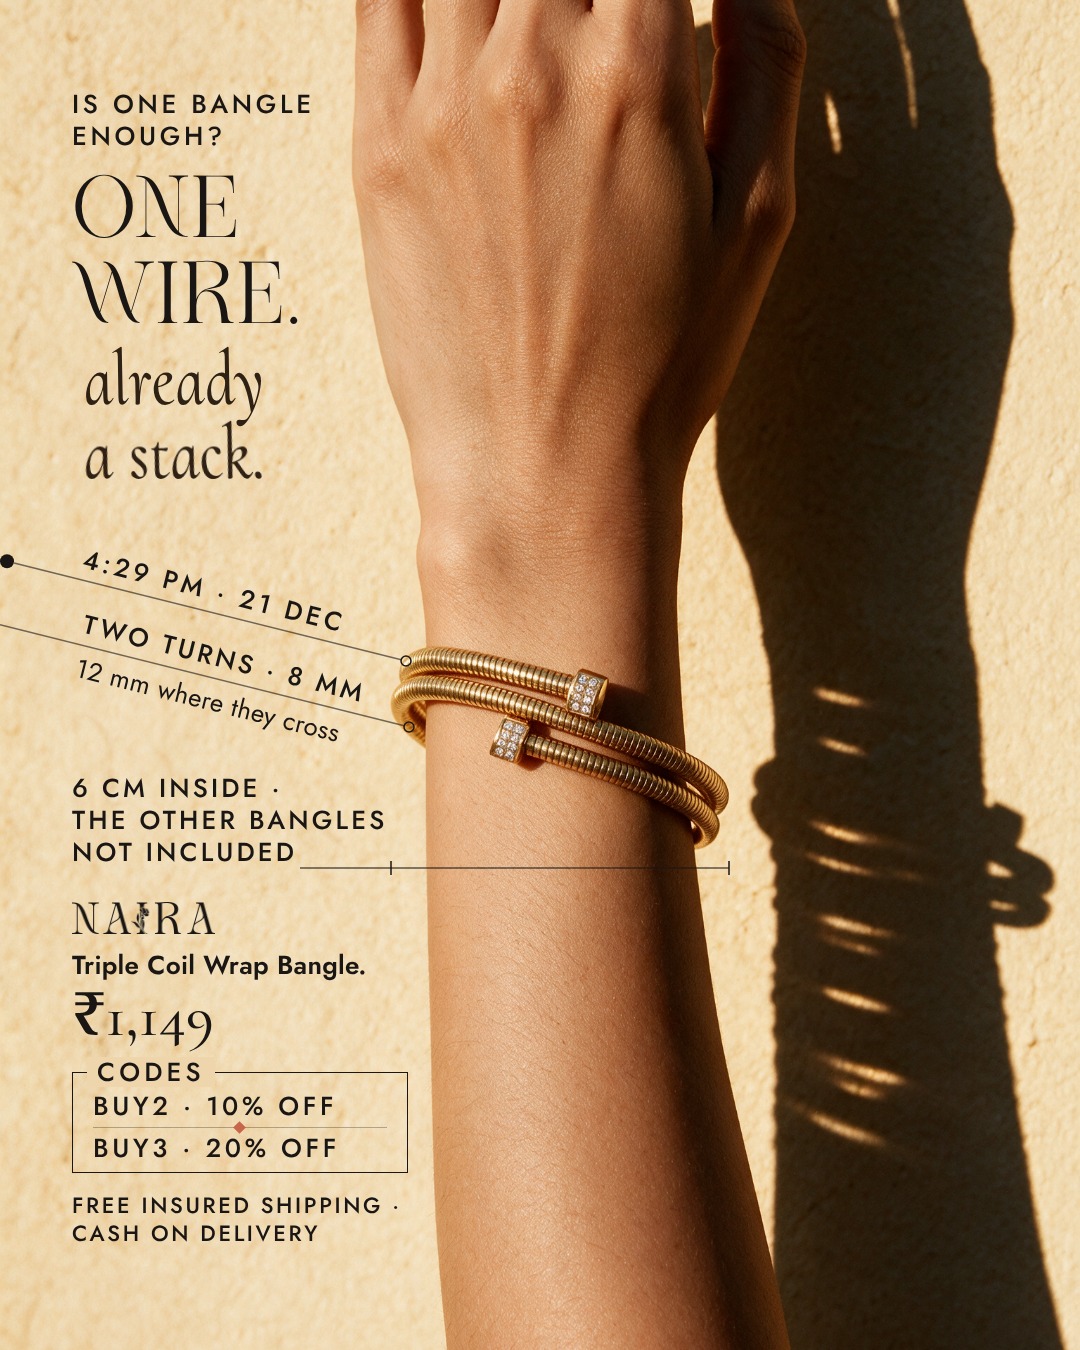 IS ONE BANGLE
ENOUGH?
ONE
WIRE.
already
a stack.
4:29 PM · 21 DEC
TWO TURNS · 8 MM
12 mm where they cross
6 CM INSIDE ·
THE OTHER BANGLES
NOT INCLUDED
NAIRA
Triple Coil Wrap Bangle.
₹1,149
CODES
BUY2 · 10% OFF
BUY3 · 20% OFF
FREE INSURED SHIPPING ·
CASH ON DELIVERY